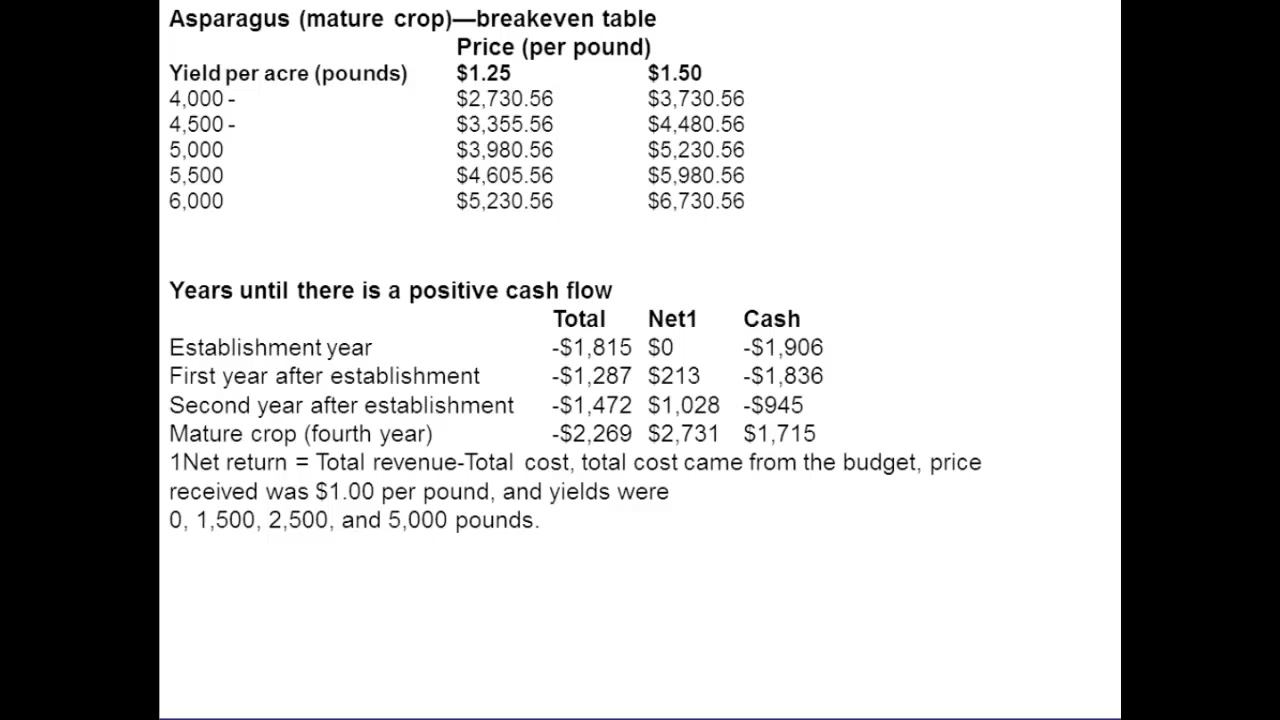 Asparagus (mature crop)—breakeven table
Price (per pound)
Yield per acre (pounds) $1.25 $1.50
4,000 - $2,730.56 $3,730.56
4,500 - $3,355.56 $4,480.56
5,000 $3,980.56 $5,230.56
5,500 $4,605.56 $5,980.56
6,000 $5,230.56 $6,730.56
Years until there is a positive cash flow
Total Net1 Cash
Establishment year -$1,815 $0 -$1,906
First year after establishment -$1,287 $213 -$1,836
Second year after establishment -$1,472 $1,028 -$945
Mature crop (fourth year) -$2,269 $2,731 $1,715
1Net return = Total revenue-Total cost, total cost came from the budget, price
received was $1.00 per pound, and yields were
0, 1,500, 2,500, and 5,000 pounds.